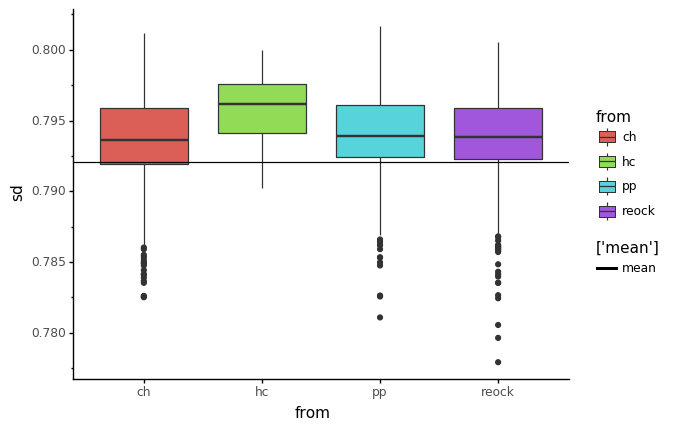 0.800
0.795
0.790
0.785
0.780
sd
ch
hc
pp
reock
from
from
ch
hc
pp
reock
['mean']
mean